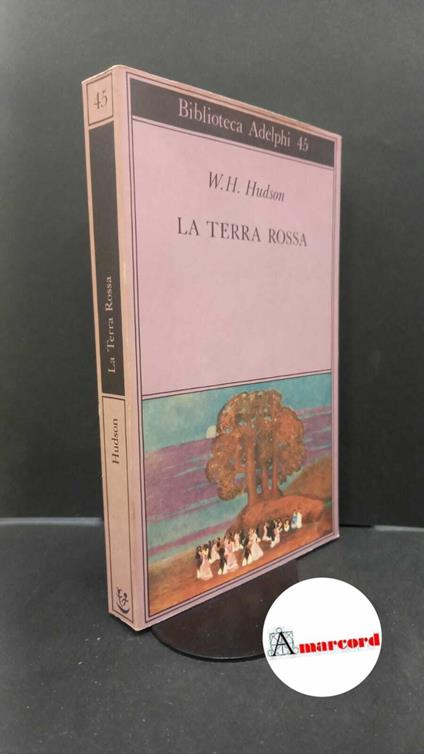 45
La Terra Rossa
Hudson
Biblioteca Adelphi 45
W.H. Hudson
LA TERRA ROSSA
Amarcord